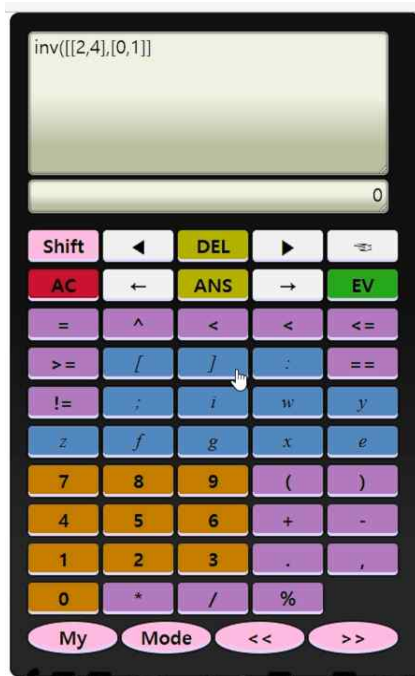 inv([[2,4],[0,1]]
0
Shift ◀ DEL ▶ ☜
AC ← ANS → EV
= ^ < < <=
>= [ ] : ==
!= ; i w y
z f g x e
7 8 9 ( )
4 5 6 + -
1 2 3 . ,
0 * / %
My Mode << >>